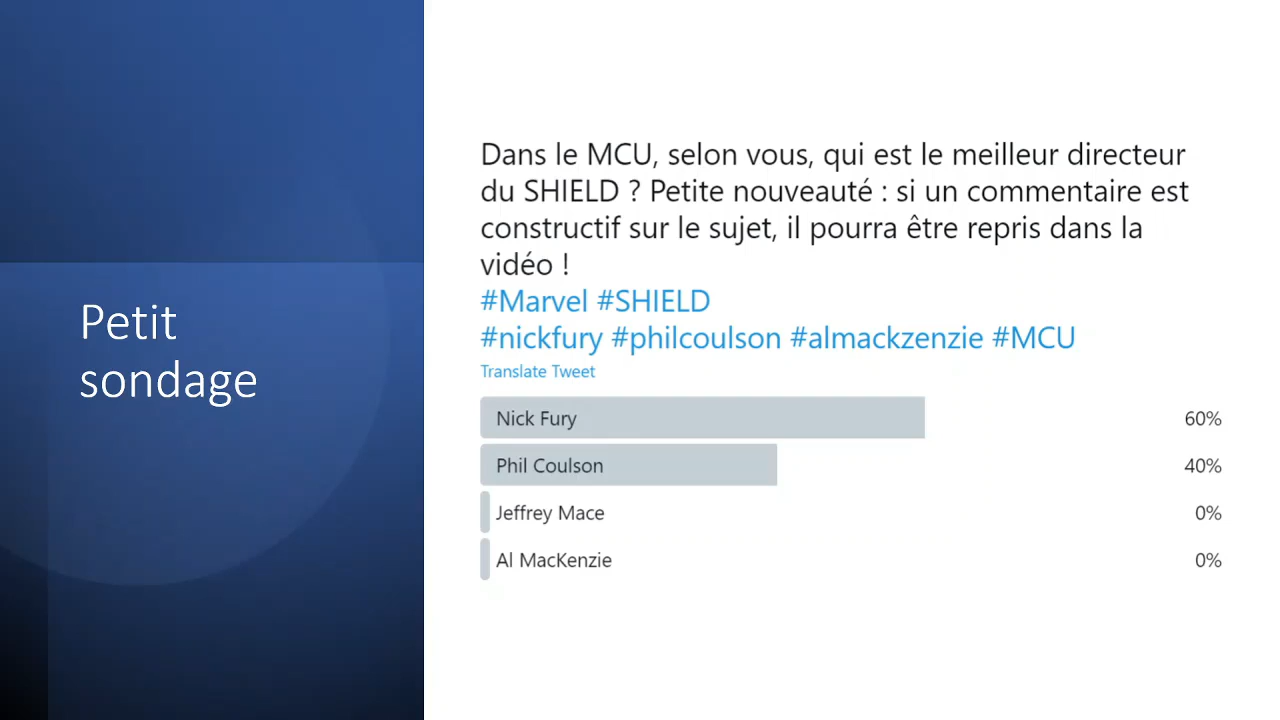 Petit
sondage
Dans le MCU, selon vous, qui est le meilleur directeur
du SHIELD ? Petite nouveauté : si un commentaire est
constructif sur le sujet, il pourra être repris dans la
vidéo !
#Marvel #SHIELD
#nickfury #philcoulson #almackzenzie #MCU
Translate Tweet
Nick Fury 60%
Phil Coulson 40%
Jeffrey Mace 0%
Al MacKenzie 0%